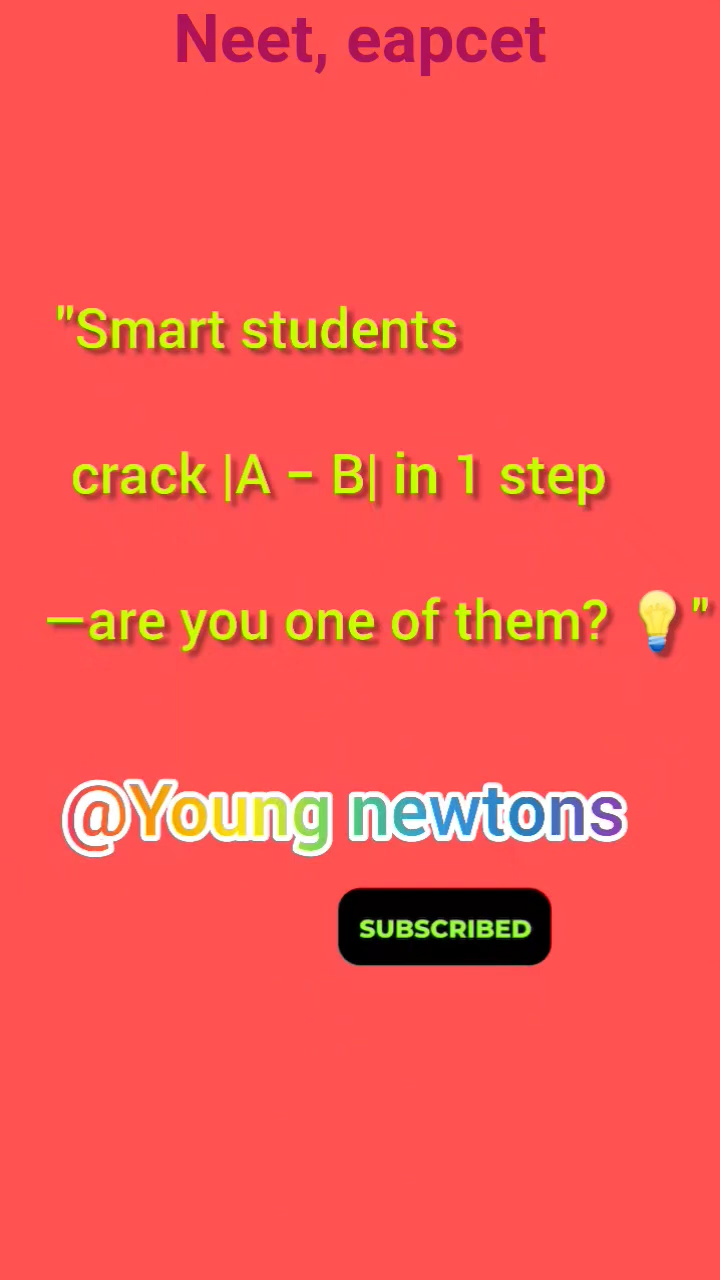 Neet, eapcet
"Smart students
crack |A − B| in 1 step
—are you one of them? 💡"
@Young newtons
SUBSCRIBED